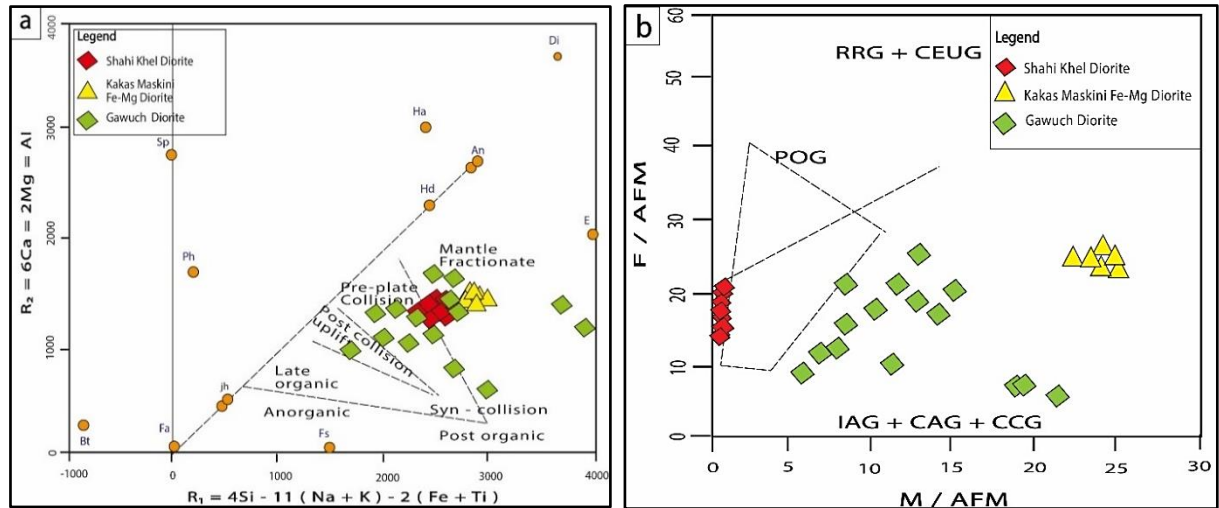 a
4000
3000
2000
1000
0
R₂ = 6Ca = 2Mg = Al
Legend
Shahi Khel Diorite
Kakas Maskini
Fe-Mg Diorite
Gawuch Diorite
Di
Ha
Sp
An
Hd
E
Ph
Mantle
Fractionate
Pre-plate
Collision
Post collision
uplift
Late
organic
jh
Anorganic
Syn - collision
Post organic
Bt
Fa
Fs
-1000
0
1000
2000
3000
4000
R₁ = 4Si - 11 ( Na + K ) - 2 ( Fe + Ti )
b
60
50
40
30
20
10
0
F / AFM
RRG + CEUG
Legend
Shahi Khel Diorite
Kakas Maskini Fe-Mg Diorite
Gawuch Diorite
POG
IAG + CAG + CCG
0
5
10
15
20
25
30
M / AFM